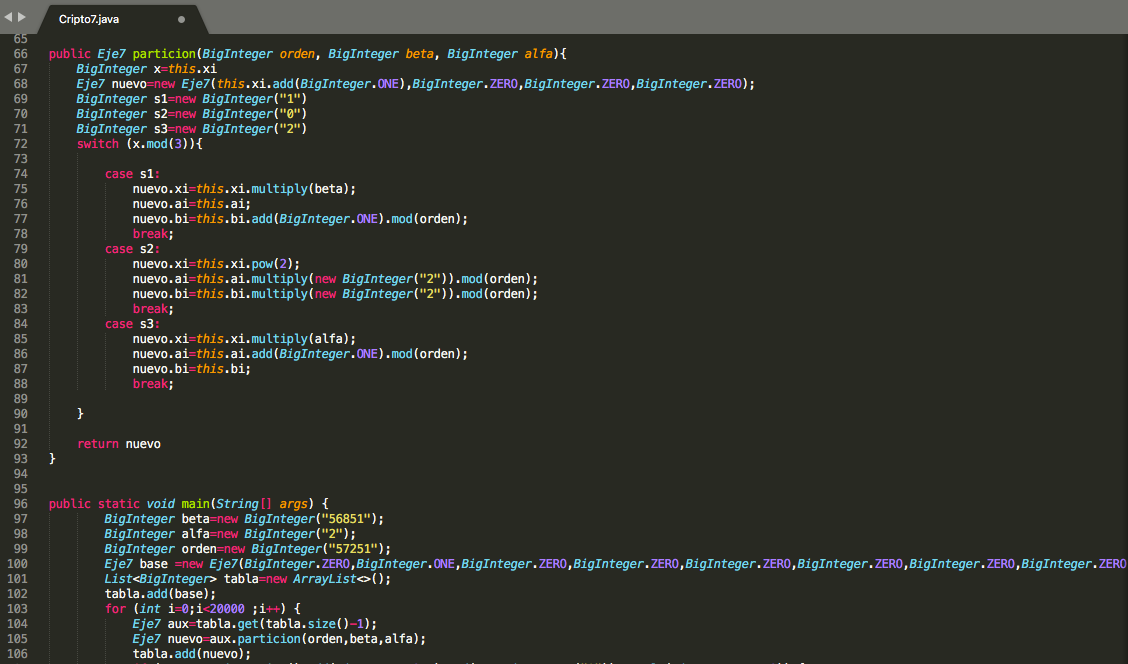 Cripto7.java
65
66 public Eje7 particion(BigInteger orden, BigInteger beta, BigInteger alfa){
67 BigInteger x=this.xi
68 Eje7 nuevo=new Eje7(this.xi.add(BigInteger.ONE),BigInteger.ZERO,BigInteger.ZERO,BigInteger.ZERO);
69 BigInteger s1=new BigInteger("1")
70 BigInteger s2=new BigInteger("0")
71 BigInteger s3=new BigInteger("2")
72 switch (x.mod(3)){
73
74 case s1:
75 nuevo.xi=this.xi.multiply(beta);
76 nuevo.ai=this.ai;
77 nuevo.bi=this.bi.add(BigInteger.ONE).mod(orden);
78 break;
79 case s2:
80 nuevo.xi=this.xi.pow(2);
81 nuevo.ai=this.ai.multiply(new BigInteger("2")).mod(orden);
82 nuevo.bi=this.bi.multiply(new BigInteger("2")).mod(orden);
83 break;
84 case s3:
85 nuevo.xi=this.xi.multiply(alfa);
86 nuevo.ai=this.ai.add(BigInteger.ONE).mod(orden);
87 nuevo.bi=this.bi;
88 break;
89
90 }
91
92 return nuevo
93 }
94
95
96 public static void main(String[] args) {
97 BigInteger beta=new BigInteger("56851");
98 BigInteger alfa=new BigInteger("2");
99 BigInteger orden=new BigInteger("57251");
100 Eje7 base =new Eje7(BigInteger.ZERO,BigInteger.ONE,BigInteger.ZERO,BigInteger.ZERO,BigInteger.ZERO,BigInteger.ZERO,BigInteger.ZERO,BigInteger.ZERO
101 List<BigInteger> tabla=new ArrayList<>();
102 tabla.add(base);
103 for (int i=0;i<20000 ;i++) {
104 Eje7 aux=tabla.get(tabla.size()-1);
105 Eje7 nuevo=aux.particion(orden,beta,alfa);
106 tabla.add(nuevo);